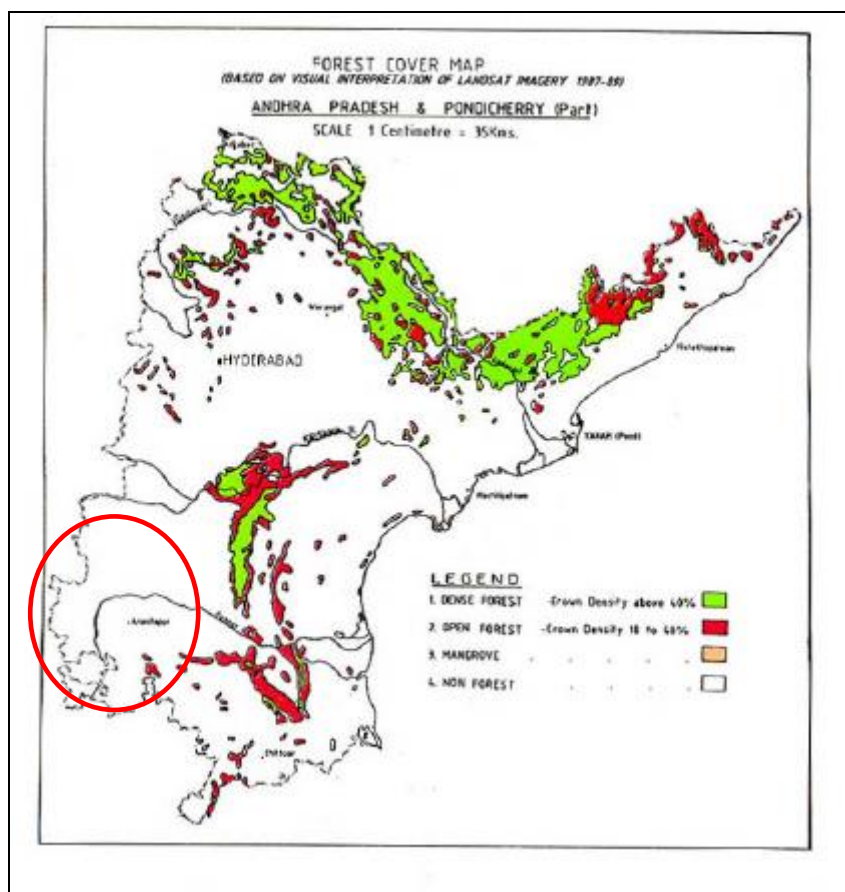 FOREST COVER MAP
(BASED ON VISUAL INTERPRETATION OF LANDSAT IMAGERY 1987-89)
ANDHRA PRADESH & PONDICHERRY (Part)
SCALE 1 Centimetre = 35Kms.
Warangal
HYDERABAD
YANAM (Pond)
Machlipatnam
Anantapur
Chittoor
LEGEND
1. DENSE FOREST -Crown Density above 40%
2. OPEN FOREST -Crown Density 10 to 40%
3. MANGROVE . . . . .
4. NON FOREST . . . . .